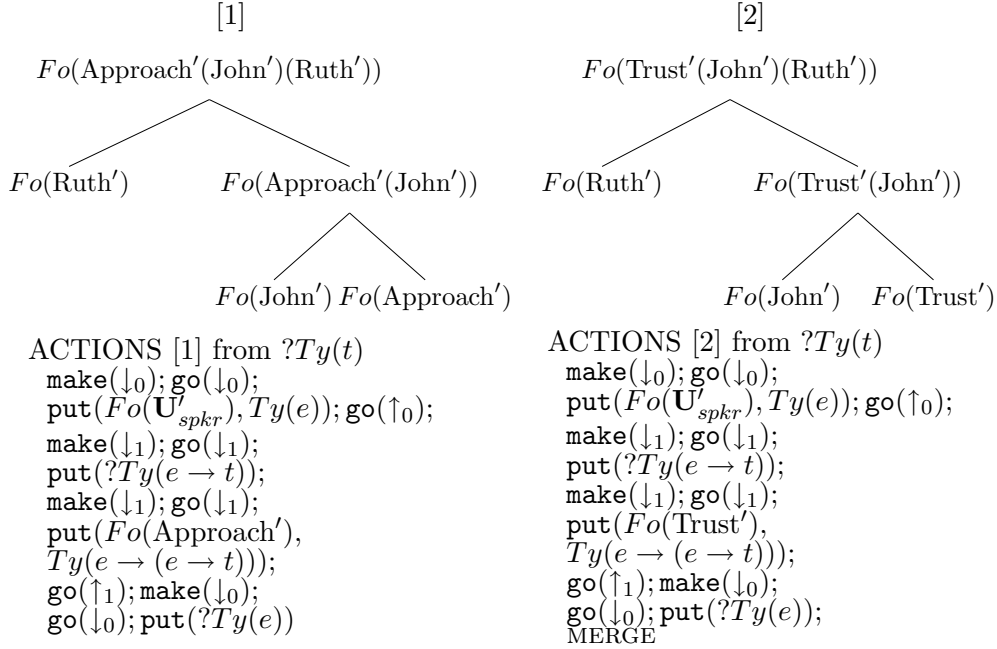 [1] [2]
Fo(Approach′(John′)(Ruth′)) Fo(Trust′(John′)(Ruth′))
Fo(Ruth′) Fo(Approach′(John′)) Fo(Ruth′) Fo(Trust′(John′))
Fo(John′) Fo(Approach′) Fo(John′) Fo(Trust′)
ACTIONS [1] from ?Ty(t)
make(↓₀); go(↓₀);
put(Fo(U′spkr), Ty(e)); go(↑₀);
make(↓₁); go(↓₁);
put(?Ty(e → t));
make(↓₁); go(↓₁);
put(Fo(Approach′),
Ty(e → (e → t)));
go(↑₁); make(↓₀);
go(↓₀); put(?Ty(e))
ACTIONS [2] from ?Ty(t)
make(↓₀); go(↓₀);
put(Fo(U′spkr), Ty(e)); go(↑₀);
make(↓₁); go(↓₁);
put(?Ty(e → t));
make(↓₁); go(↓₁);
put(Fo(Trust′),
Ty(e → (e → t)));
go(↑₁); make(↓₀);
go(↓₀); put(?Ty(e));
MERGE